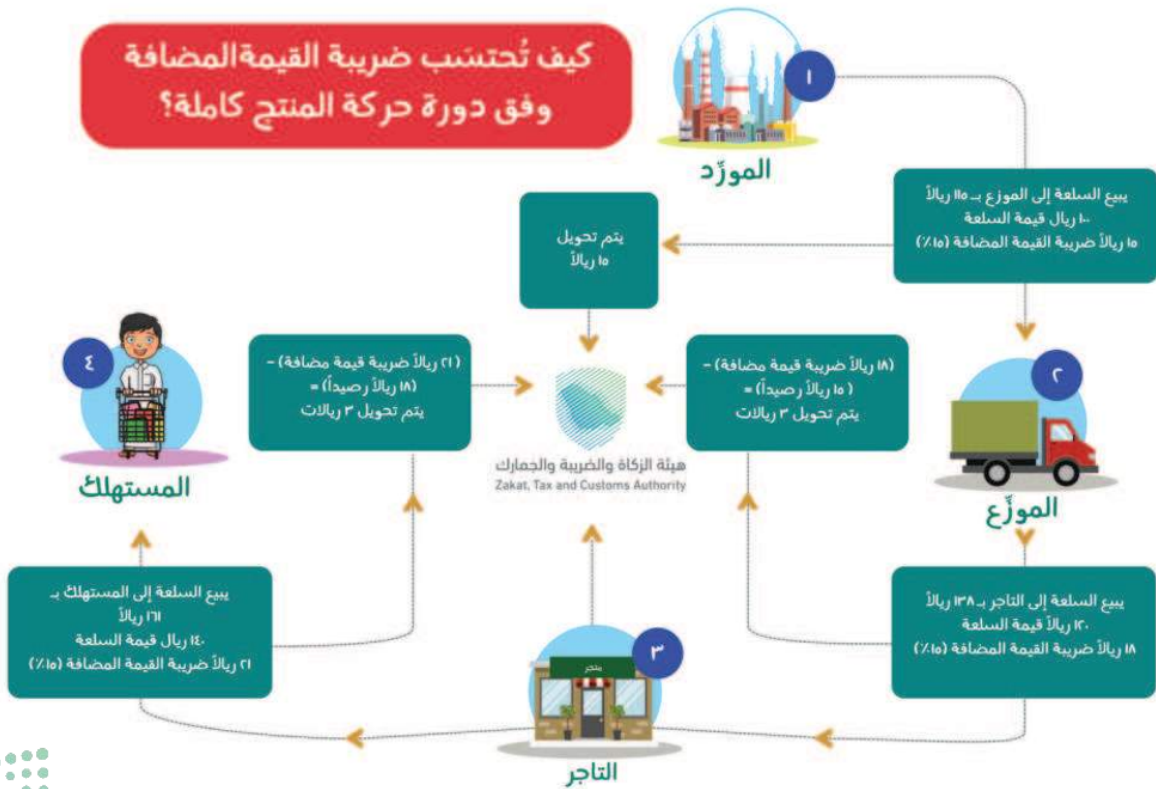 كيف تُحتسَب ضريبة القيمةالمضافة
وفق دورة حركة المنتج كاملة؟
١
المورِّد
يبيع السلعة إلى الموزع بـ ١١٥ ريالاً
١٠٠ ريال قيمة السلعة
١٥ ريالاً ضريبة القيمة المضافة (١٥٪)
يتم تحويل
١٥ ريالاً
٢
الموزِّع
(١٨ ريالاً ضريبة قيمة مضافة) –
(١٥ ريالاً رصيداً) =
يتم تحويل ٣ ريالات
هيئة الزكاة والضريبة والجمارك
Zakat, Tax and Customs Authority
(٢١ ريالاً ضريبة قيمة مضافة) –
(١٨ ريالاً رصيداً) =
يتم تحويل ٣ ريالات
٤
المستهلك
يبيع السلعة إلى التاجر بـ ١٣٨ ريالاً
١٢٠ ريالاً قيمة السلعة
١٨ ريالاً ضريبة القيمة المضافة (١٥٪)
٣
متجر
التاجر
يبيع السلعة إلى المستهلك بـ
١٦١ ريالاً
١٤٠ ريال قيمة السلعة
٢١ ريالاً ضريبة القيمة المضافة (١٥٪)